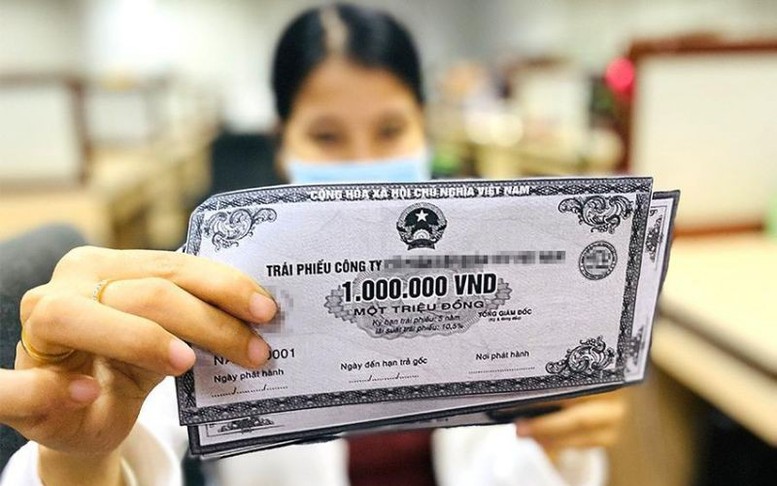 CỘNG HÒA XÃ HỘI CHỦ NGHĨA VIỆT NAM
TRÁI PHIẾU CÔNG TY
1.000.000 VND
MỘT TRIỆU ĐỒNG
Kỳ hạn trái phiếu: 5 năm
lãi suất trái phiếu: 10,5%
TỔNG GIÁM ĐỐC
NA 0001
Ngày phát hành
Ngày đến hạn trả gốc
Nơi phát hành